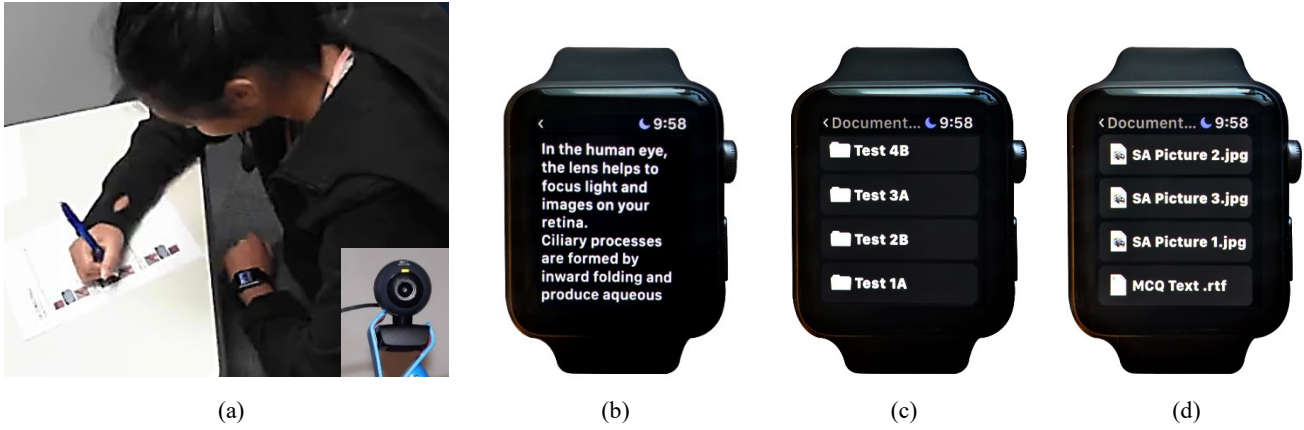 < 9:58
In the human eye,
the lens helps to
focus light and
images on your
retina.
Ciliary processes
are formed by
inward folding and
produce aqueous
< Document... 9:58
Test 4B
Test 3A
Test 2B
Test 1A
< Document... 9:58
SA Picture 2.jpg
SA Picture 3.jpg
SA Picture 1.jpg
MCQ Text .rtf
(a)
(b)
(c)
(d)